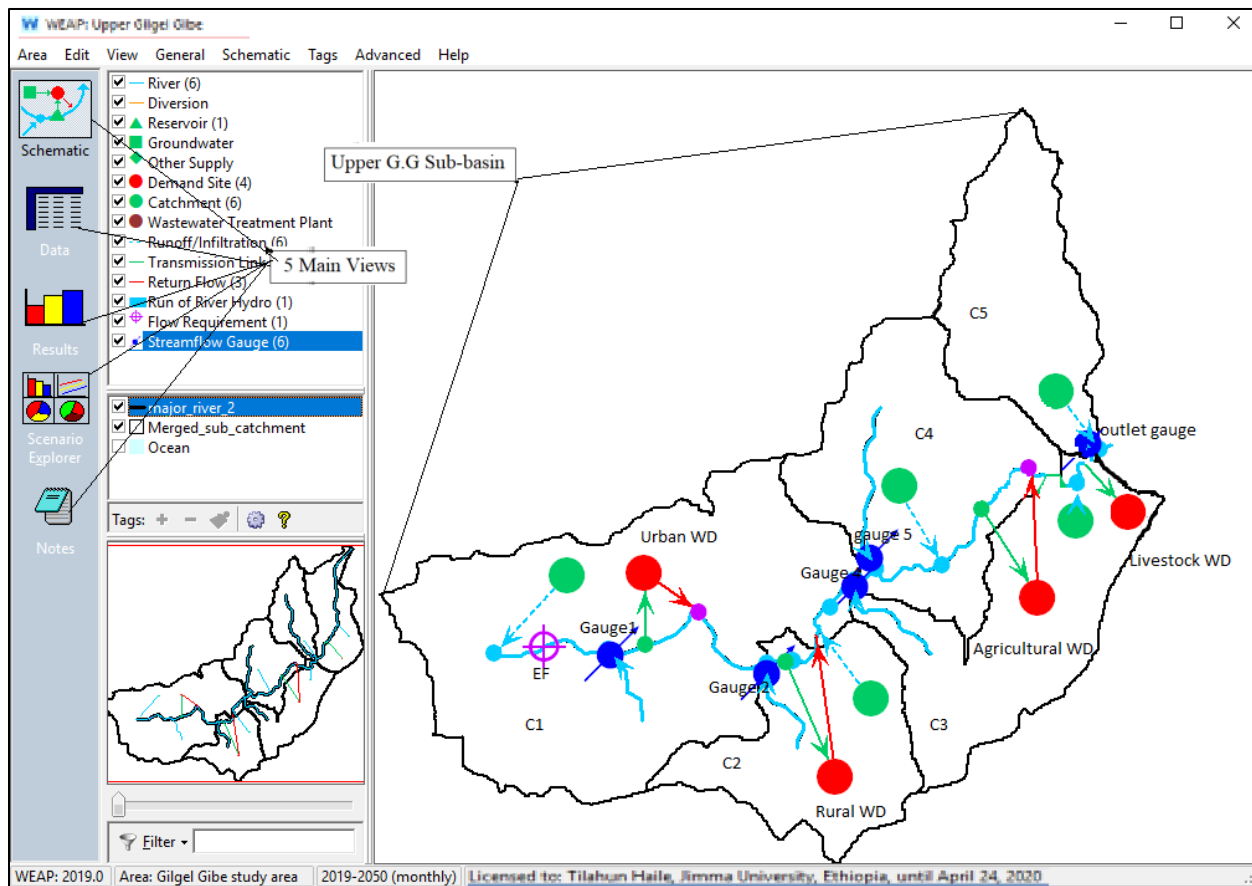 WEAP: Upper Gilgel Gibe
Area Edit View General Schematic Tags Advanced Help
Schematic
Data
Results
Scenario
Explorer
Notes
River (6)
Diversion
Reservoir (1)
Groundwater
Other Supply
Demand Site (4)
Catchment (6)
Wastewater Treatment Plant
Runoff/Infiltration (6)
Transmission Link
Return Flow (3)
Run of River Hydro (1)
Flow Requirement (1)
Streamflow Gauge (6)
major_river_2
Merged_sub_catchment
Ocean
Tags:
Filter
Upper G.G Sub-basin
5 Main Views
C5
outlet gauge
C4
Livestock WD
Urban WD
gauge 5
Gauge 4
Agricultural WD
Gauge1
EF
Gauge 2
C1
C3
C2
Rural WD
WEAP: 2019.0 Area: Gilgel Gibe study area 2019-2050 (monthly) Licensed to: Tilahun Haile, Jimma University, Ethiopia, until April 24, 2020